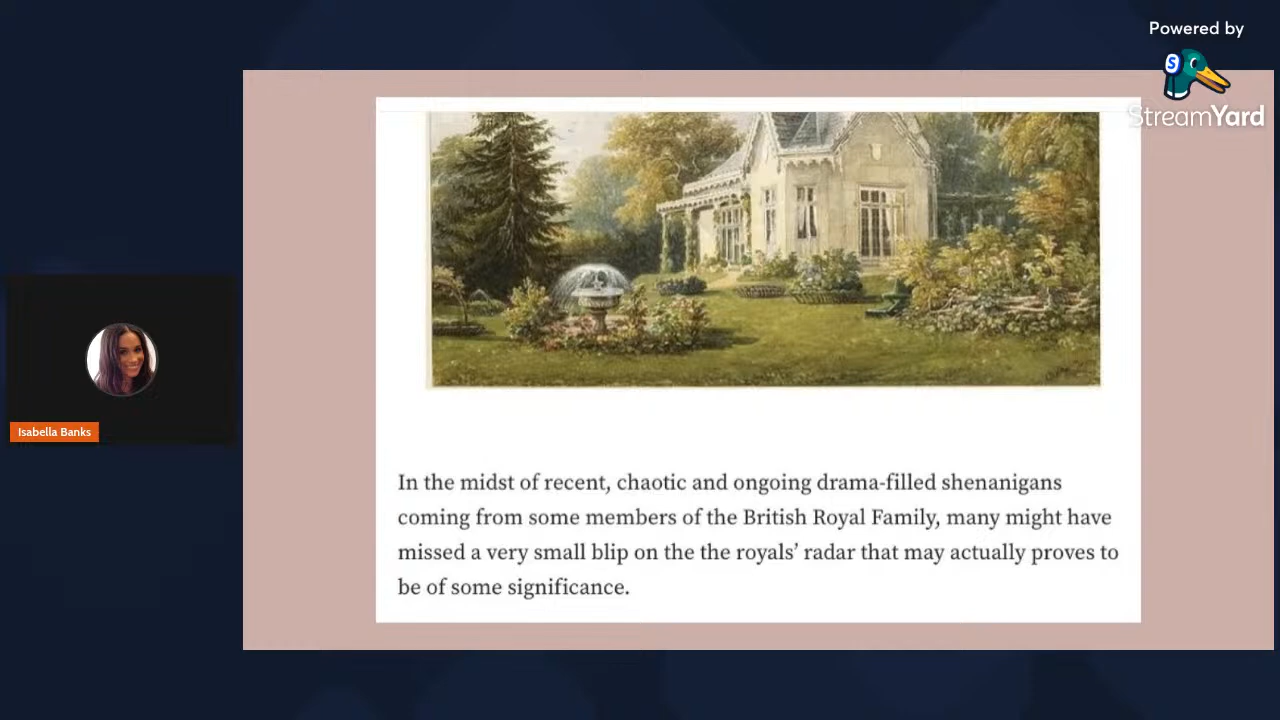 Powered by
S
StreamYard
Isabella Banks
In the midst of recent, chaotic and ongoing drama-filled shenanigans
coming from some members of the British Royal Family, many might have
missed a very small blip on the the royals’ radar that may actually proves to
be of some significance.